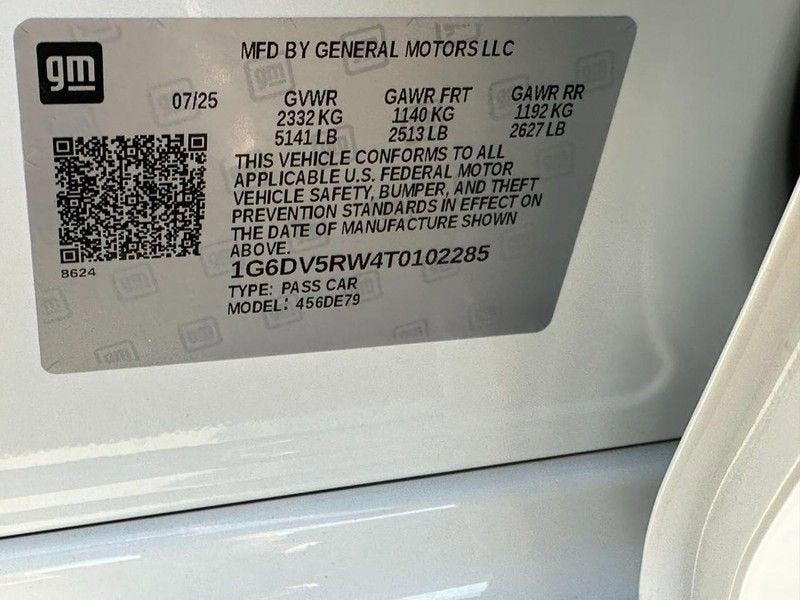 gm
MFD BY GENERAL MOTORS LLC
07/25 GVWR GAWR FRT GAWR RR
2332 KG 1140 KG 1192 KG
5141 LB 2513 LB 2627 LB
THIS VEHICLE CONFORMS TO ALL
APPLICABLE U.S. FEDERAL MOTOR
VEHICLE SAFETY, BUMPER, AND THEFT
PREVENTION STANDARDS IN EFFECT ON
THE DATE OF MANUFACTURE SHOWN
ABOVE.
8624
1G6DV5RW4T0102285
TYPE: PASS CAR
MODEL: 456DE79